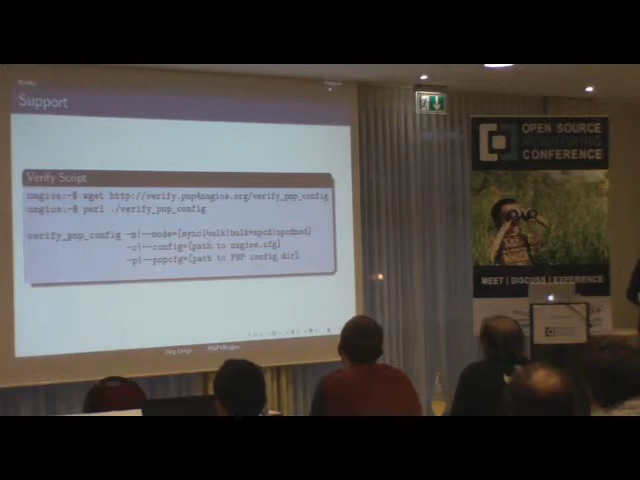 Support
Verify Script
nagios:~$ wget http://verify.pnp4nagios.org/verify_pnp_config
nagios:~$ perl ./verify_pnp_config
verify_pnp_config -m|--mode=[sync|bulk|bulk+npcd|npcdmod]
-c|--config=[path to nagios.cfg]
-p|--pnpcfg=[path to PNP config dir]
OPEN SOURCE
MONITORING
CONFERENCE
MEET | DISCUSS | EXPERIENCE